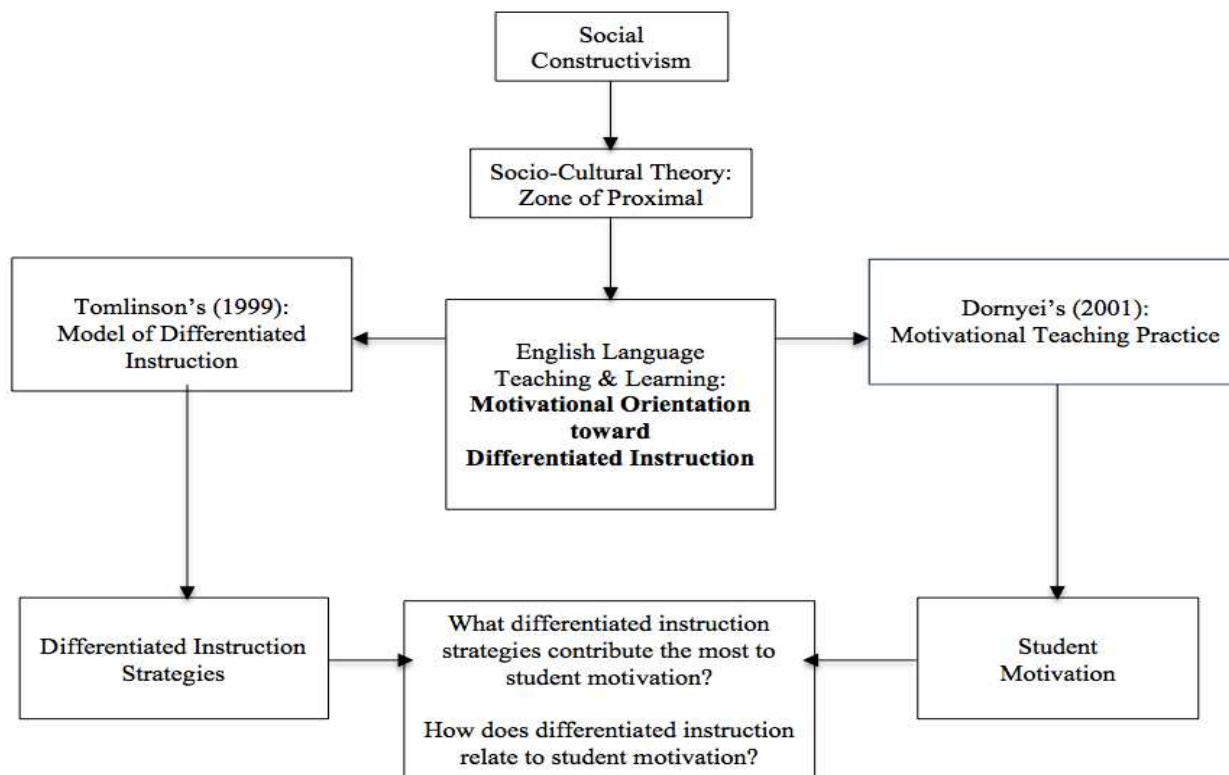 Social
Constructivism
Socio-Cultural Theory:
Zone of Proximal
Tomlinson’s (1999):
Model of Differentiated
Instruction
English Language
Teaching & Learning:
Motivational Orientation
toward
Differentiated Instruction
Dornyei’s (2001):
Motivational Teaching Practice
Differentiated Instruction
Strategies
What differentiated instruction
strategies contribute the most to
student motivation?
How does differentiated instruction
relate to student motivation?
Student
Motivation